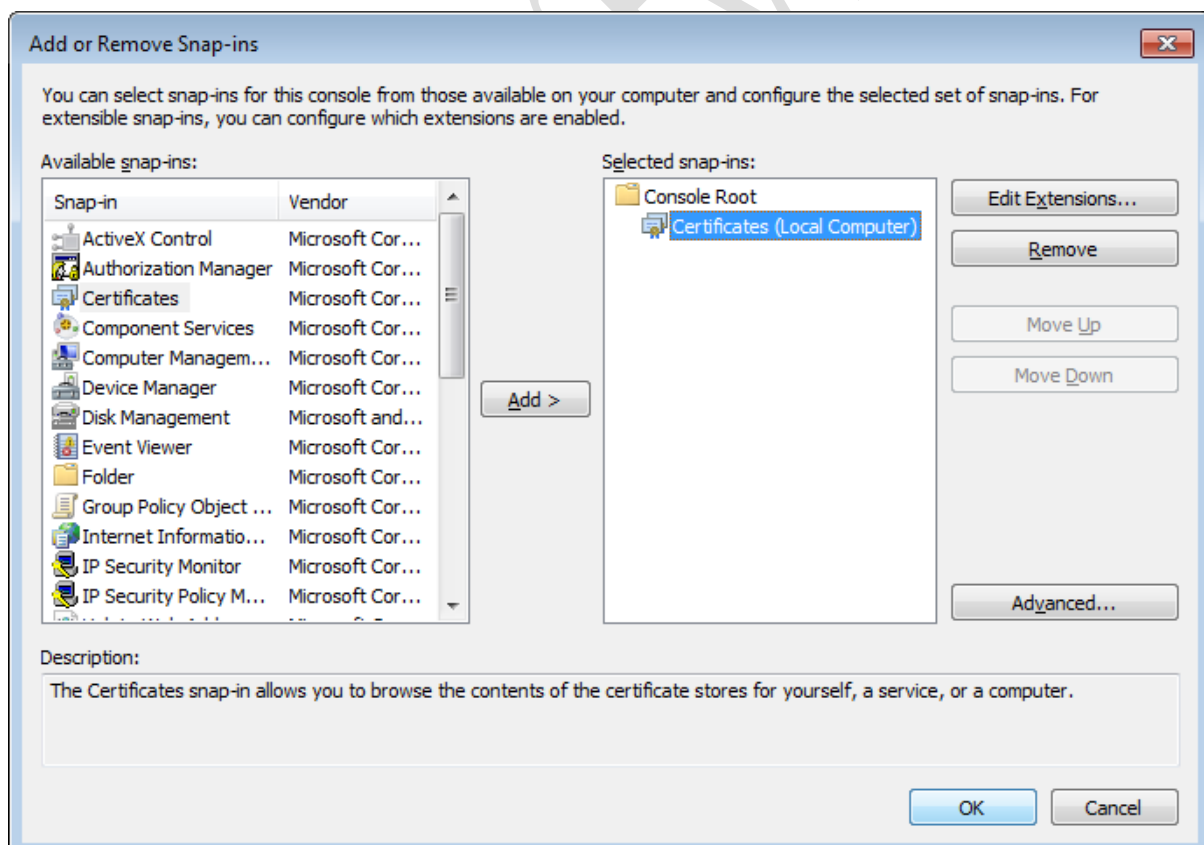 Add or Remove Snap-ins
You can select snap-ins for this console from those available on your computer and configure the selected set of snap-ins. For
extensible snap-ins, you can configure which extensions are enabled.
Available snap-ins:
Snap-in Vendor
ActiveX Control Microsoft Cor...
Authorization Manager Microsoft Cor...
Certificates Microsoft Cor...
Component Services Microsoft Cor...
Computer Managem... Microsoft Cor...
Device Manager Microsoft Cor...
Disk Management Microsoft and...
Event Viewer Microsoft Cor...
Folder Microsoft Cor...
Group Policy Object ... Microsoft Cor...
Internet Informatio... Microsoft Cor...
IP Security Monitor Microsoft Cor...
IP Security Policy M... Microsoft Cor...
Add >
Selected snap-ins:
Console Root
Certificates (Local Computer)
Edit Extensions...
Remove
Move Up
Move Down
Advanced...
Description:
The Certificates snap-in allows you to browse the contents of the certificate stores for yourself, a service, or a computer.
OK
Cancel